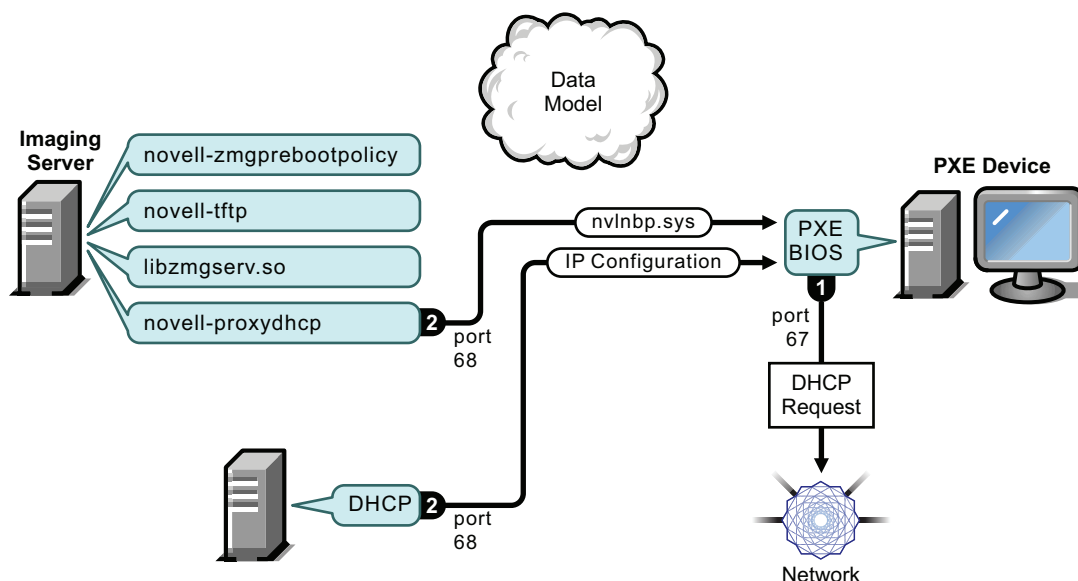 Data
Model
Imaging
Server
novell-zmgprebootpolicy
novell-tftp
libzmgserv.so
novell-proxydhcp
2
port
68
nvlnbp.sys
IP Configuration
PXE
BIOS
PXE Device
1
port
67
DHCP
Request
DHCP
2
port
68
Network